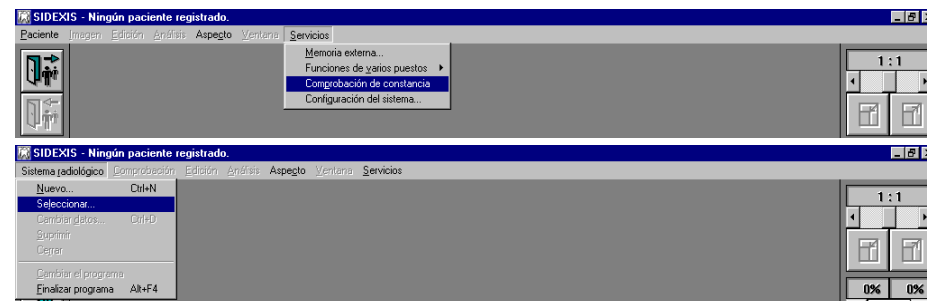 SIDEXIS - Ningún paciente registrado.
Paciente Imagen Edición Análisis Aspecto Ventana Servicios
Memoria externa...
Funciones de varios puestos
Comprobación de constancia
Configuración del sistema...
1 : 1
SIDEXIS - Ningún paciente registrado.
Sistema radiológico Comprobación Edición Análisis Aspecto Ventana Servicios
Nuevo... Ctrl+N
Seleccionar...
Cambiar datos... Ctrl+D
Suprimir
Cerrar
Cambiar el programa
Finalizar programa Alt+F4
1 : 1
0% 0%